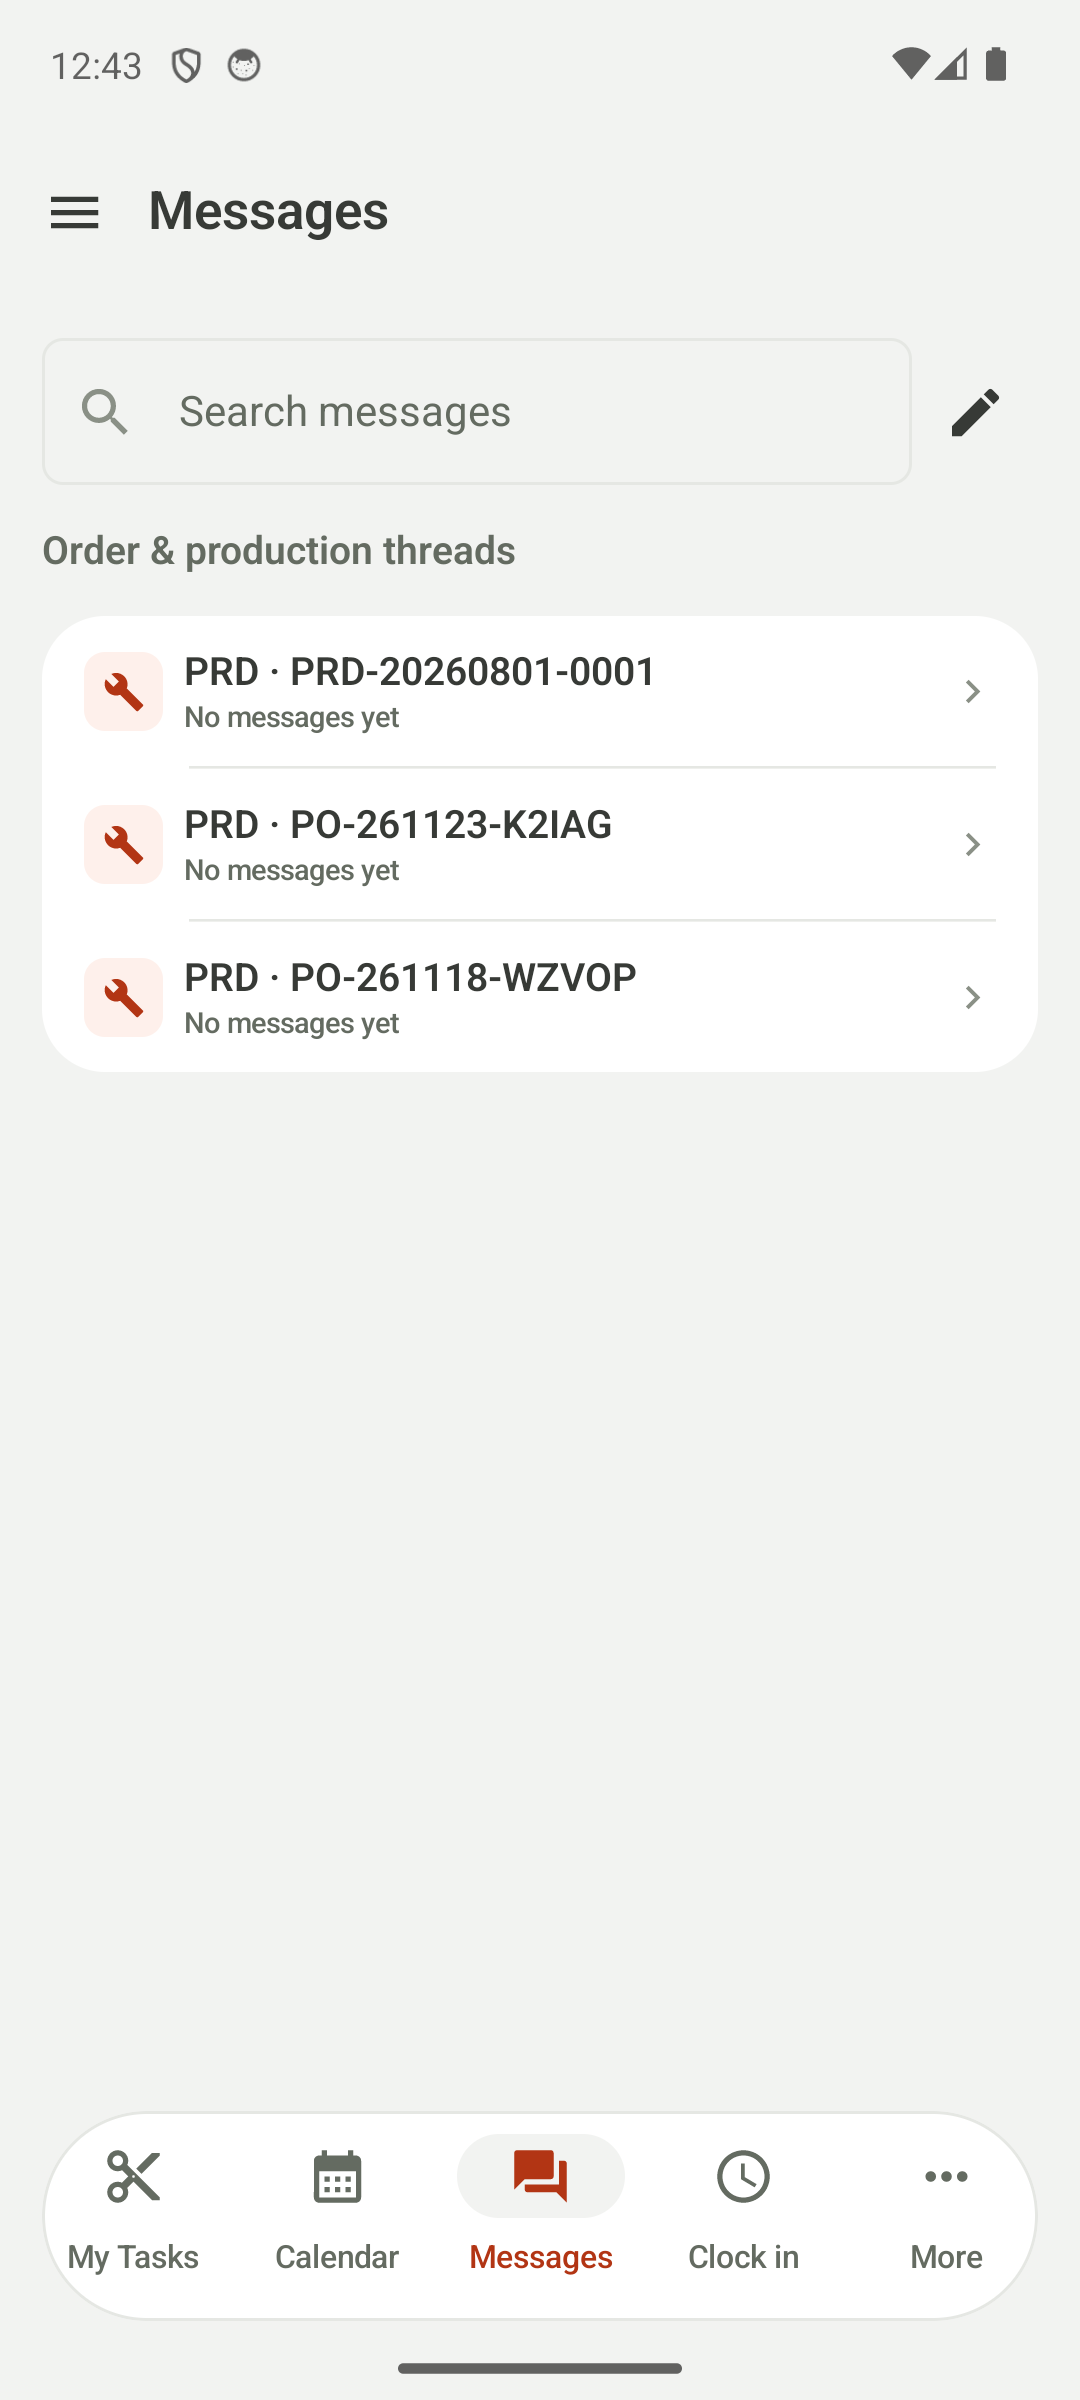 12:43
Messages
Search messages
Order & production threads
PRD · PRD-20260801-0001
No messages yet
PRD · PO-261123-K2IAG
No messages yet
PRD · PO-261118-WZVOP
No messages yet
My Tasks
Calendar
Messages
Clock in
More